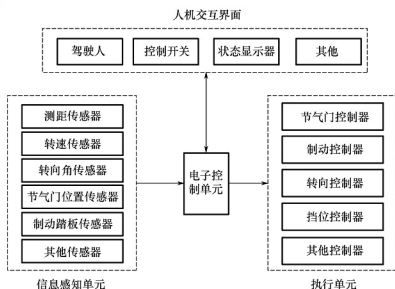 人机交互界面
驾驶人 控制开关 状态显示器 其他
测距传感器
转速传感器
转向角传感器
节气门位置传感器
制动踏板传感器
其他传感器
信息感知单元
电子控
制单元
节气门控制器
制动控制器
转向控制器
挡位控制器
其他控制器
执行单元